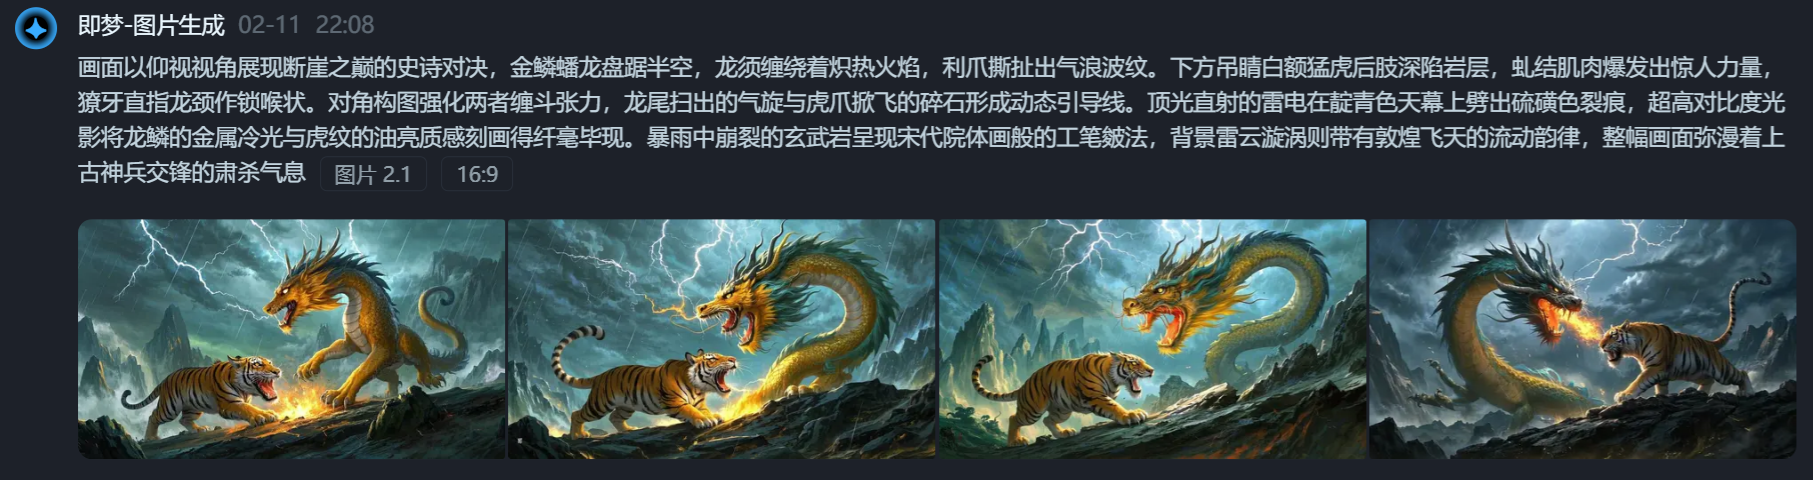 即梦-图片生成 02-11 22:08
画面以仰视视角展现断崖之巅的史诗对决，金鳞蟠龙盘踞半空，龙须缠绕着炽热火焰，利爪撕扯出气浪波纹。下方吊睛白额猛虎后肢深陷岩层，虬结肌肉爆发出惊人力量，
獠牙直指龙颈作锁喉状。对角构图强化两者缠斗张力，龙尾扫出的气旋与虎爪掀飞的碎石形成动态引导线。顶光直射的雷电在靛青色天幕上劈出硫磺色裂痕，超高对比度光
影将龙鳞的金属冷光与虎纹的油亮质感刻画得纤毫毕现。暴雨中崩裂的玄武岩呈现宋代院体画般的工笔皴法，背景雷云漩涡则带有敦煌飞天的流动韵律，整幅画面弥漫着上
古神兵交锋的肃杀气息 图片 2.1 16:9